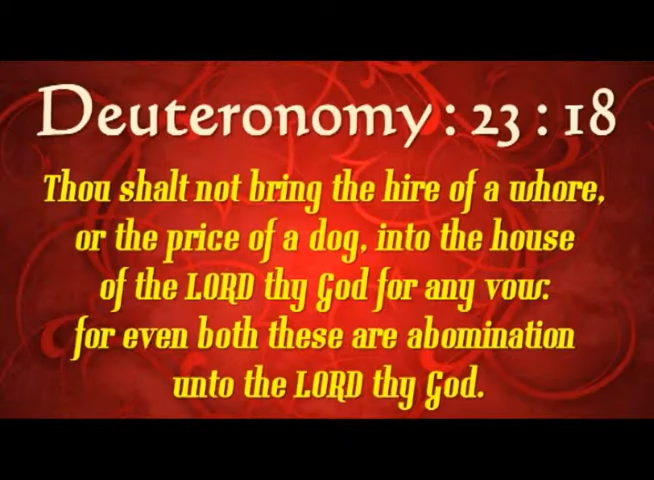 Deuteronomy : 23 : 18
Thou shalt not bring the hire of a whore,
or the price of a dog, into the house
of the LORD thy God for any vow:
for even both these are abomination
unto the LORD thy God.